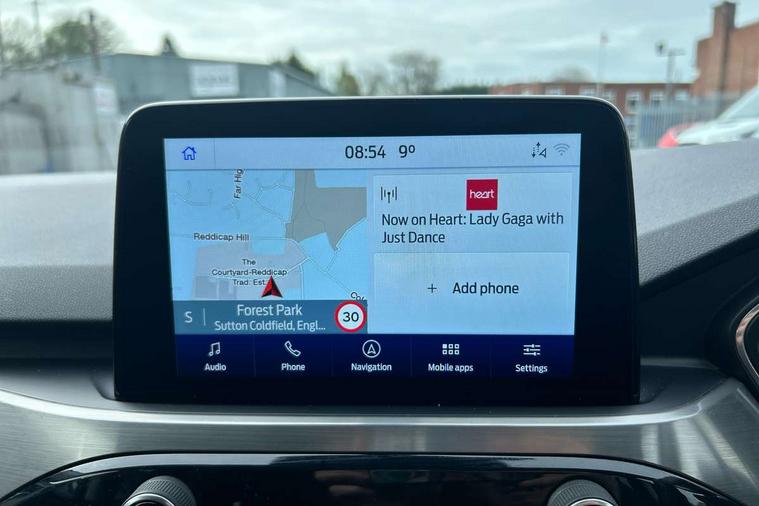 08:54 9º
Far Hig
Reddicap Hill
The
Courtyard-Reddicap
Trad. Est.
S
Forest Park
Sutton Coldfield, Engl...
30
heart
Now on Heart: Lady Gaga with
Just Dance
+ Add phone
Audio
Phone
Navigation
Mobile apps
Settings